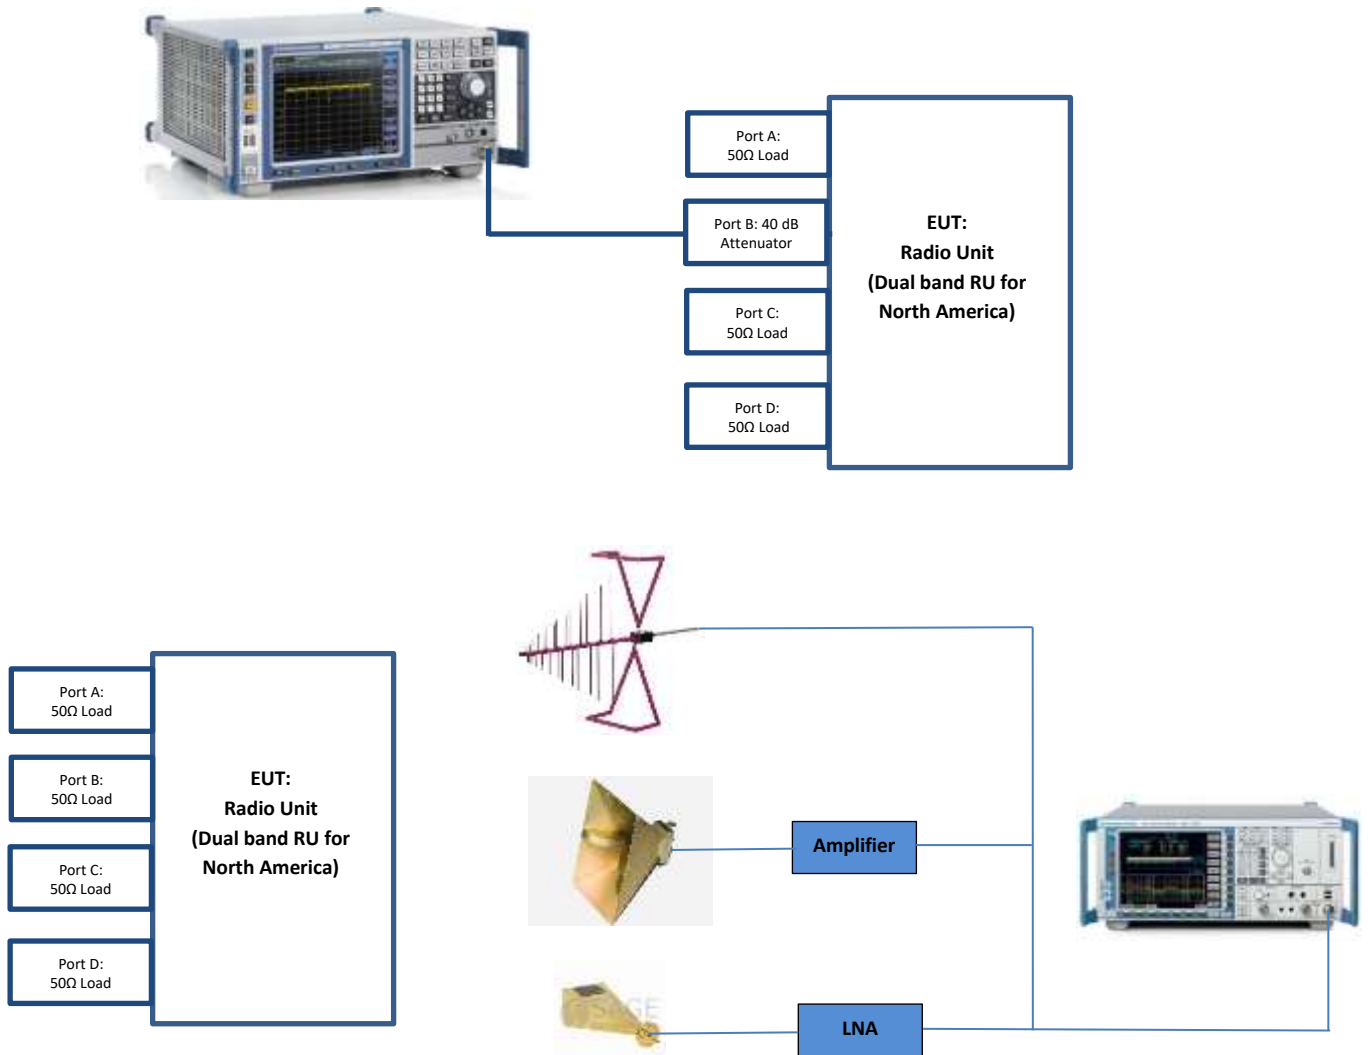 Port A:
50Ω Load
Port B: 40 dB
Attenuator
Port C:
50Ω Load
Port D:
50Ω Load
EUT:
Radio Unit
(Dual band RU for
North America)
Port A:
50Ω Load
Port B:
50Ω Load
Port C:
50Ω Load
Port D:
50Ω Load
EUT:
Radio Unit
(Dual band RU for
North America)
Amplifier
LNA